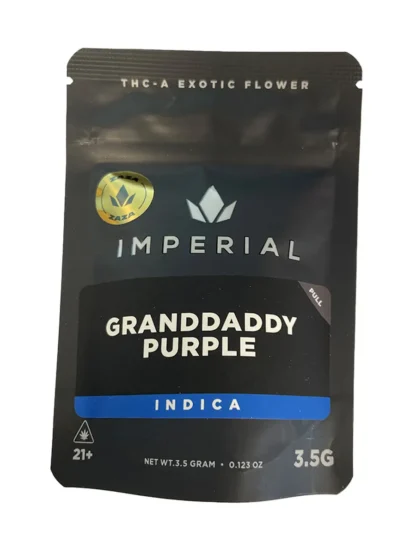 THC-A EXOTIC FLOWER
ZAZA
ZAZA
IMPERIAL
PULL
GRANDDADDY
PURPLE
INDICA
21+
NET WT. 3.5 GRAM • 0.123 OZ
3.5G